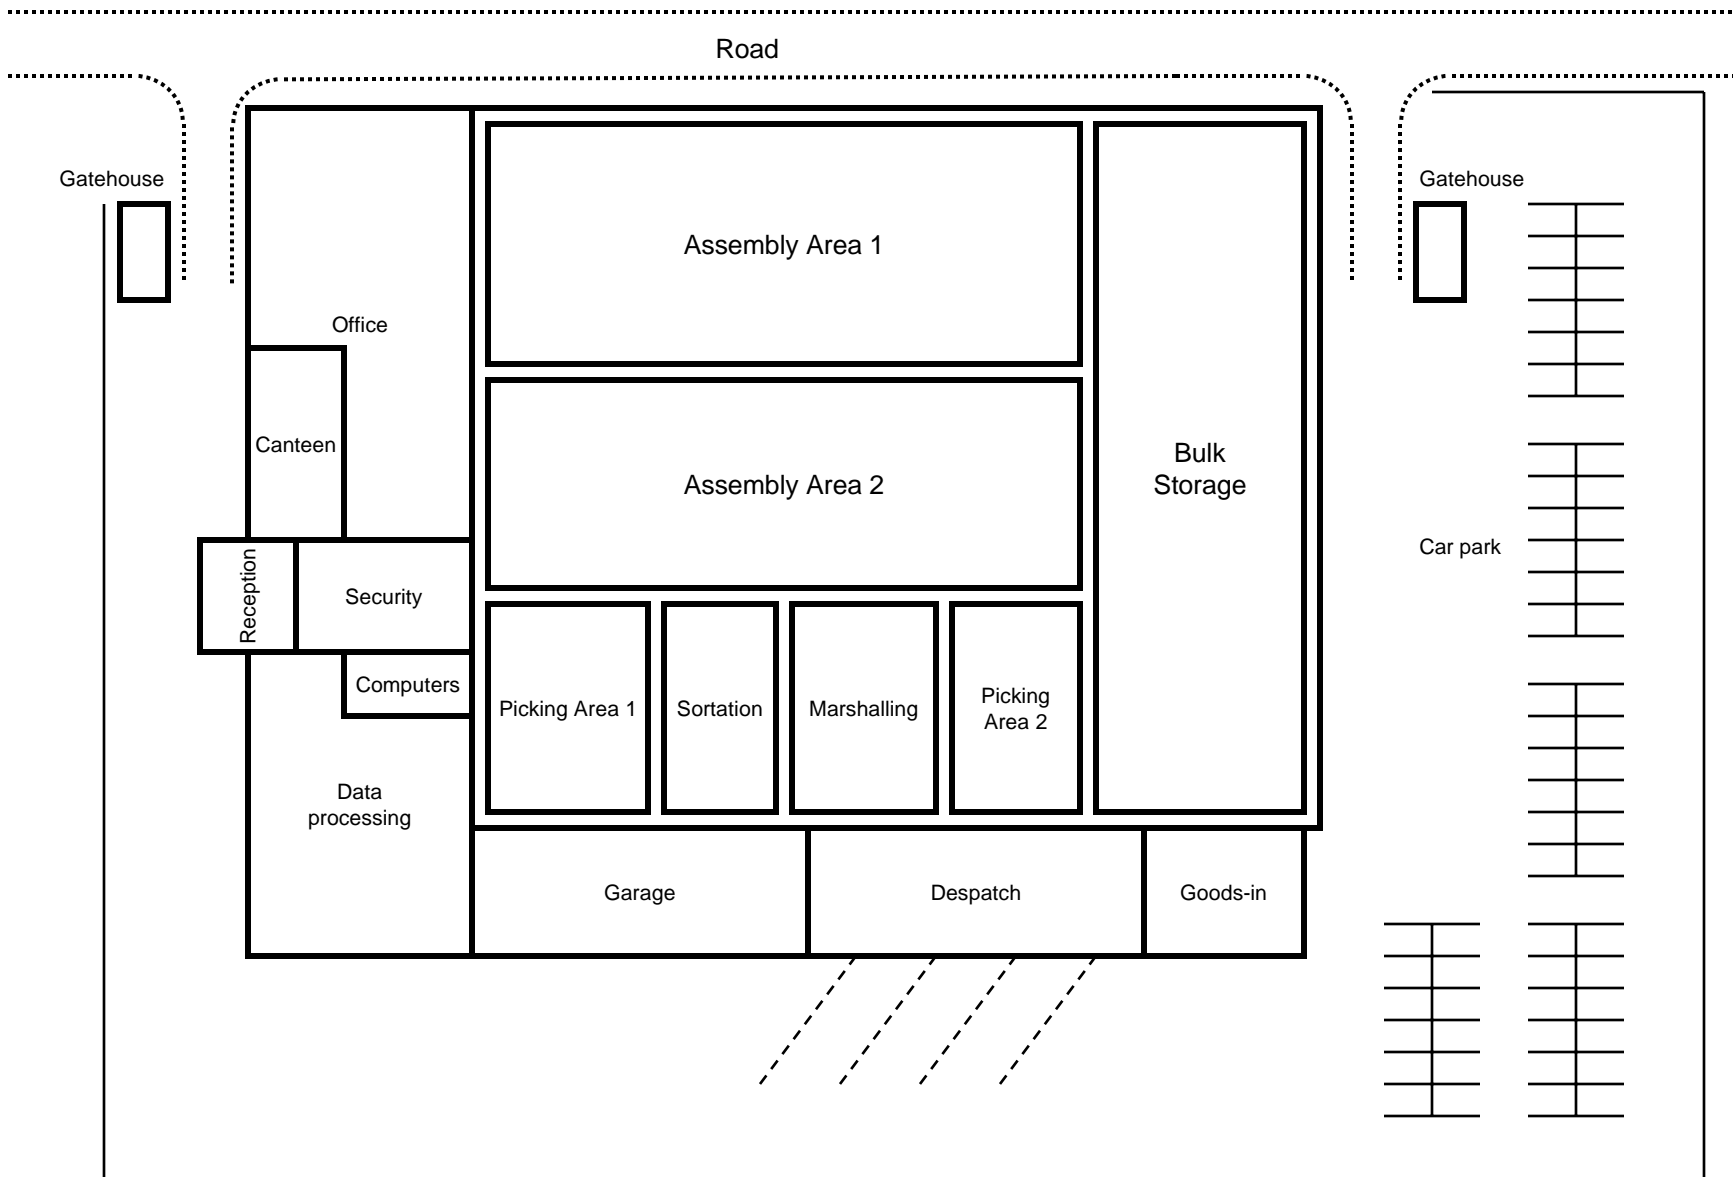 Road
Gatehouse
Gatehouse
Assembly Area 1
Office
Canteen
Assembly Area 2
Bulk
Storage
Car park
Reception
Security
Computers
Picking Area 1
Sortation
Marshalling
Picking
Area 2
Data
processing
Garage
Despatch
Goods-in